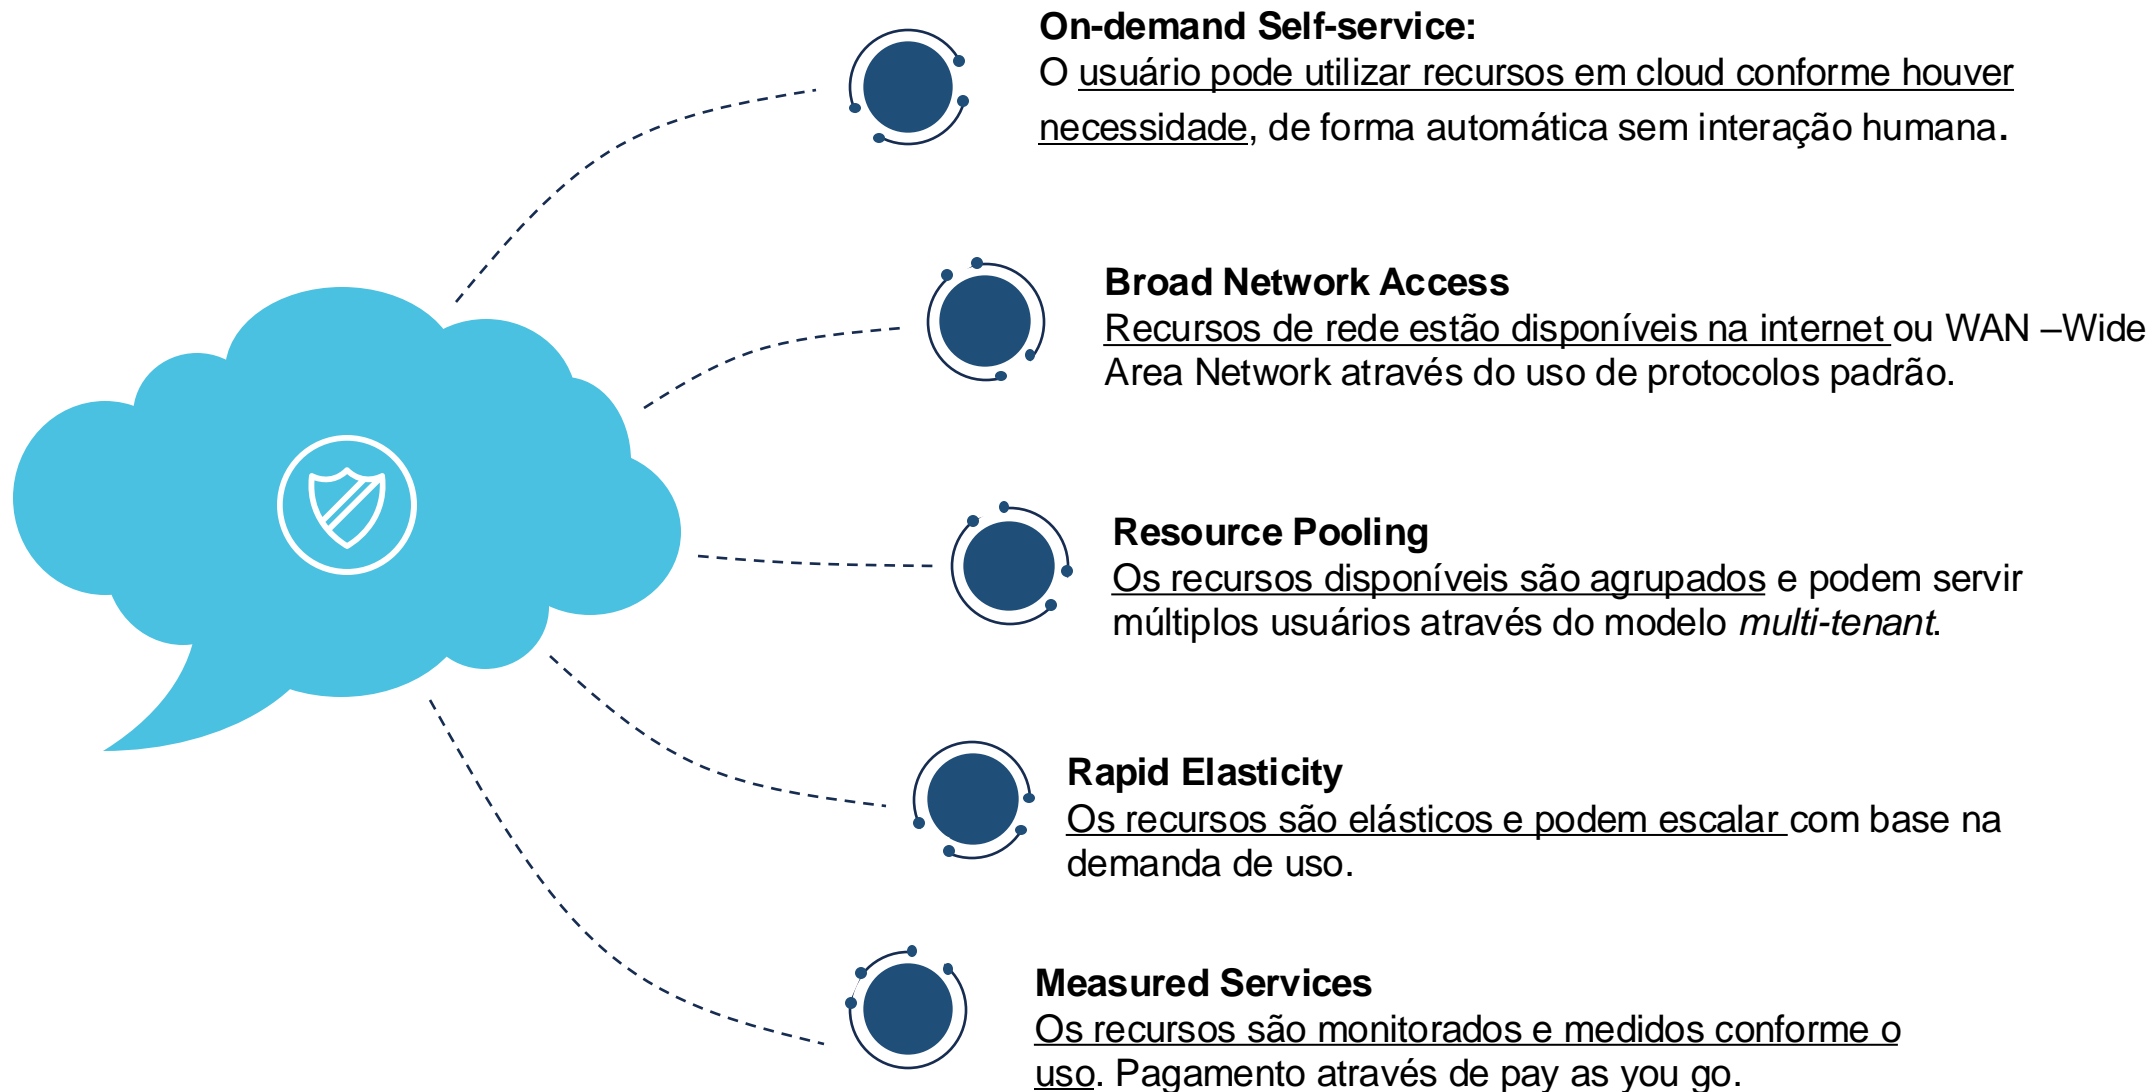 On-demand Self-service:
O usuário pode utilizar recursos em cloud conforme houver
necessidade, de forma automática sem interação humana.
Broad Network Access
Recursos de rede estão disponíveis na internet ou WAN –Wide
Area Network através do uso de protocolos padrão.
Resource Pooling
Os recursos disponíveis são agrupados e podem servir
múltiplos usuários através do modelo multi-tenant.
Rapid Elasticity
Os recursos são elásticos e podem escalar com base na
demanda de uso.
Measured Services
Os recursos são monitorados e medidos conforme o
uso. Pagamento através de pay as you go.